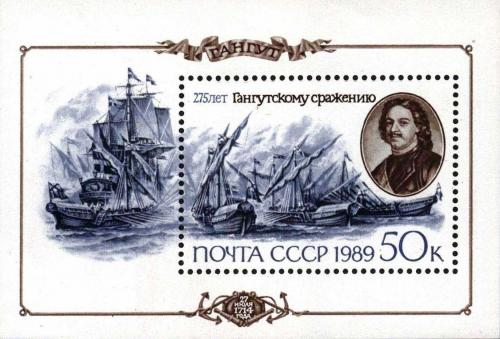 ГАНГУТ
275 лет Гангутскому сражению
ПОЧТА СССР 1989 50 К
27
ИЮЛЯ
1714
ГОДА